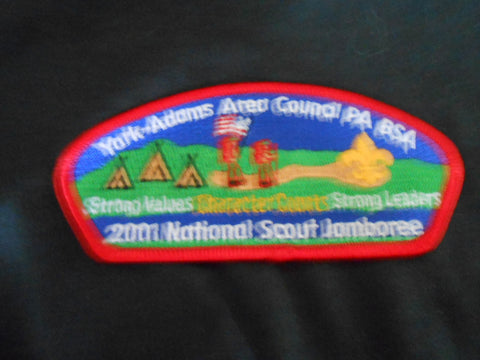 York-Adams Area Council PA BSA
Strong Values Character Counts Strong Leaders
2001 National Scout Jamboree